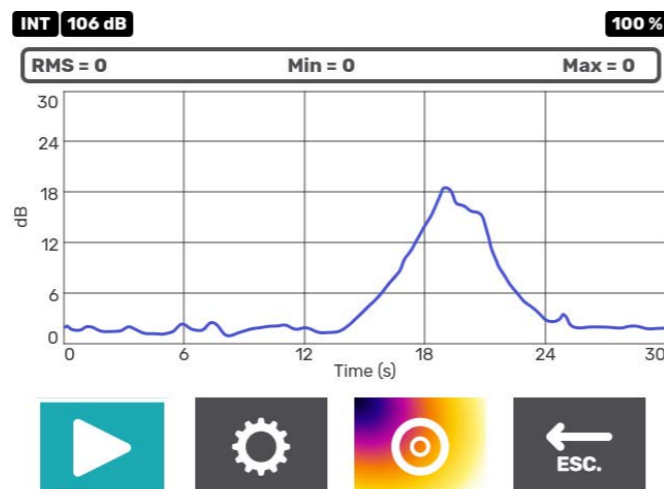 INT 106 dB 100 %
RMS = 0 Min = 0 Max = 0
30
24
18
12
6
0
dB
0 6 12 18 24 30
Time (s)
ESC.